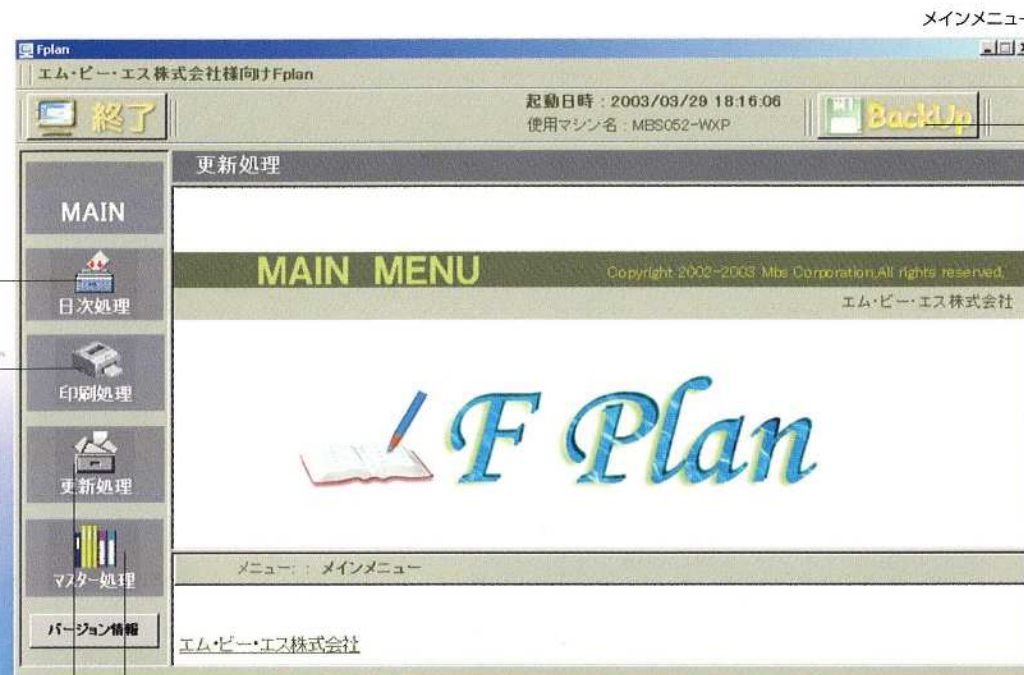 メインメニュー
Fplan
エム・ビー・エス株式会社様向けFplan
終了
起動日時：2003/03/29 18:16:06
使用マシン名：MBS052-WXP
BackUp
更新処理
MAIN
MAIN MENU
Copyright 2002-2003 Mbs Corporation,All rights reserved,
エム・ビー・エス株式会社
日次処理
印刷処理
F Plan
更新処理
マスター処理
メニュー：： メインメニュー
バージョン情報
エム・ビー・エス株式会社